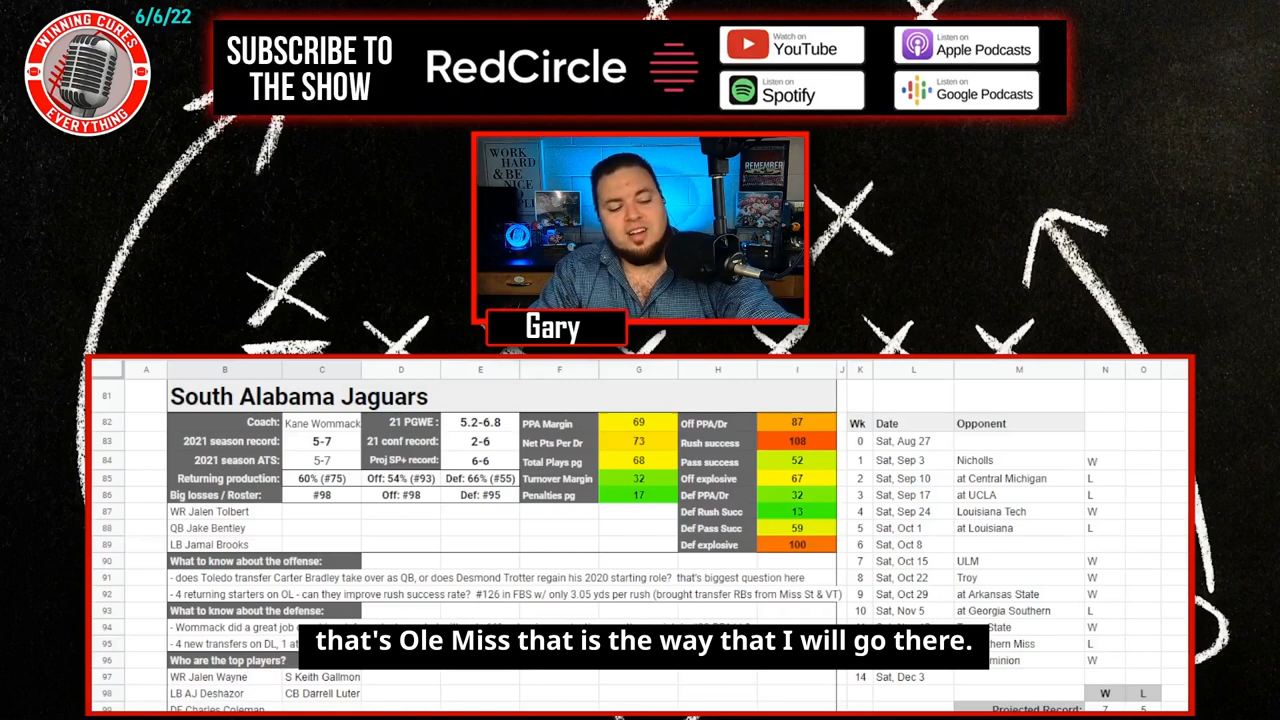 6/6/22
WINNING CURES
EVERYTHING
SUBSCRIBE TO
THE SHOW
RedCircle
Watch on
YouTube
Listen on
Spotify
Listen on
Apple Podcasts
Listen on
Google Podcasts
WORK
HARD
& BE
NICE
REMEMBER
Gary
A B C D E F G H I J K L M N O
81 South Alabama Jaguars
82 Coach: Kane Wommack 21 PGWE : 5.2-6.8 PPA Margin 69 Off PPA/Dr 87 Wk Date Opponent
83 2021 season record: 5-7 21 conf record: 2-6 Net Pts Per Dr 73 Rush success 108 0 Sat, Aug 27
84 2021 season ATS: 5-7 Proj SP+ record: 6-6 Total Plays pg 68 Pass success 52 1 Sat, Sep 3 Nicholls W
85 Returning production: 60% (#75) Off: 54% (#93) Def: 66% (#55) Turnover Margin 32 Off explosive 67 2 Sat, Sep 10 at Central Michigan L
86 Big losses / Roster: #98 Off: #98 Def: #95 Penalties pg 17 Def PPA/Dr 32 3 Sat, Sep 17 at UCLA L
87 WR Jalen Tolbert Def Rush Succ 13 4 Sat, Sep 24 Louisiana Tech W
88 QB Jake Bentley Def Pass Succ 59 5 Sat, Oct 1 at Louisiana L
89 LB Jamal Brooks Def explosive 100 6 Sat, Oct 8
90 What to know about the offense: 7 Sat, Oct 15 ULM W
91 - does Toledo transfer Carter Bradley take over as QB, or does Desmond Trotter regain his 2020 starting role? that's biggest question here 8 Sat, Oct 22 Troy W
92 - 4 returning starters on OL - can they improve rush success rate? #126 in FBS w/ only 3.05 yds per rush (brought transfer RBs from Miss St & VT) 9 Sat, Oct 29 at Arkansas State W
93 What to know about the defense: 10 Sat, Nov 5 at Georgia Southern L
94 - Wommack did a great job State W
95 - 4 new transfers on DL, 1 at hern Miss L
96 Who are the top players? minion W
97 WR Jalen Wayne S Keith Gallmon 14 Sat, Dec 3
98 LB AJ Deshazor CB Darrell Luter W L
99 DE Charles Coleman Projected Record: 7 5
that's Ole Miss that is the way that I will go there.